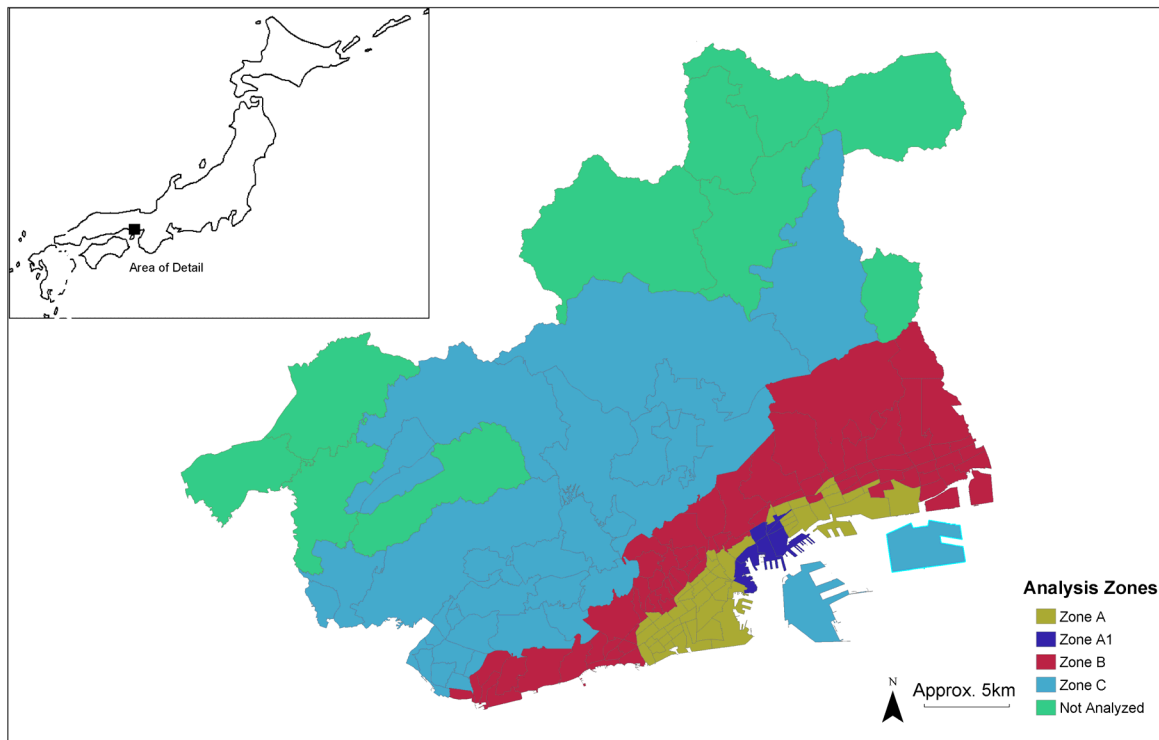 Area of Detail
Analysis Zones
Zone A
Zone A1
Zone B
Zone C
Not Analyzed
N
Approx. 5km